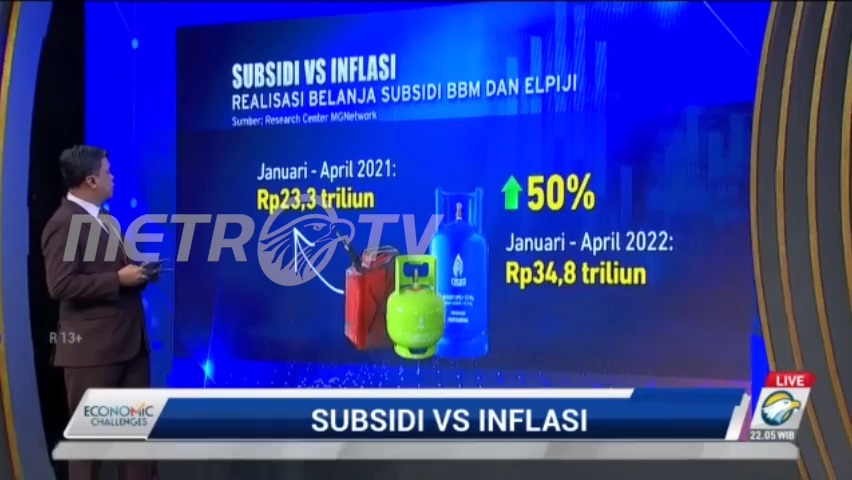 SUBSIDI VS INFLASI
REALISASI BELANJA SUBSIDI BBM DAN ELPIJI
Sumber: Research Center MGNetwork
Januari - April 2021:
Rp23,3 triliun
50%
Januari - April 2022:
Rp34,8 triliun
METRO TV
R 13+
ECONOMIC
CHALLENGES
SUBSIDI VS INFLASI
LIVE
22.05 WIB